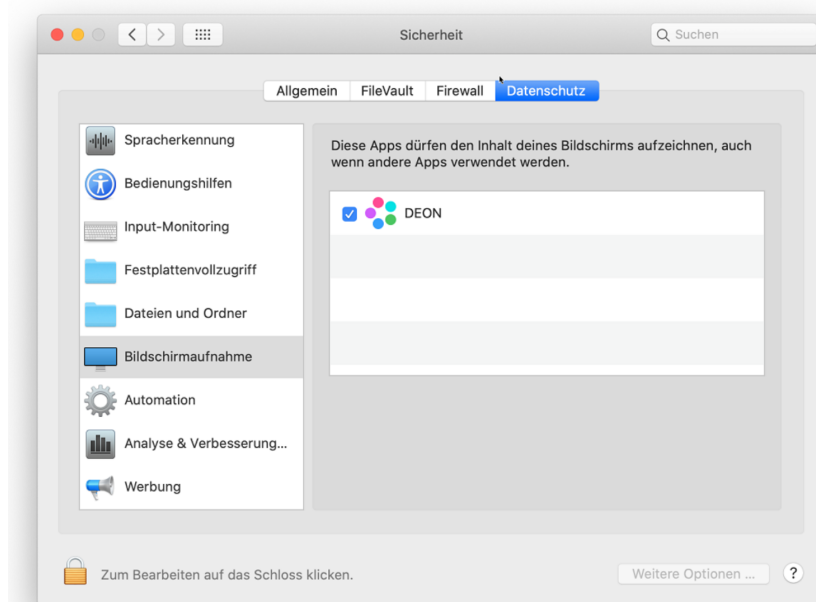 Sicherheit
Suchen
Allgemein
FileVault
Firewall
Datenschutz
Spracherkennung
Bedienungshilfen
Input-Monitoring
Festplattenvollzugriff
Dateien und Ordner
Bildschirmaufnahme
Automation
Analyse & Verbesserung...
Werbung
Diese Apps dürfen den Inhalt deines Bildschirms aufzeichnen, auch
wenn andere Apps verwendet werden.
DEON
Zum Bearbeiten auf das Schloss klicken.
Weitere Optionen ...
?